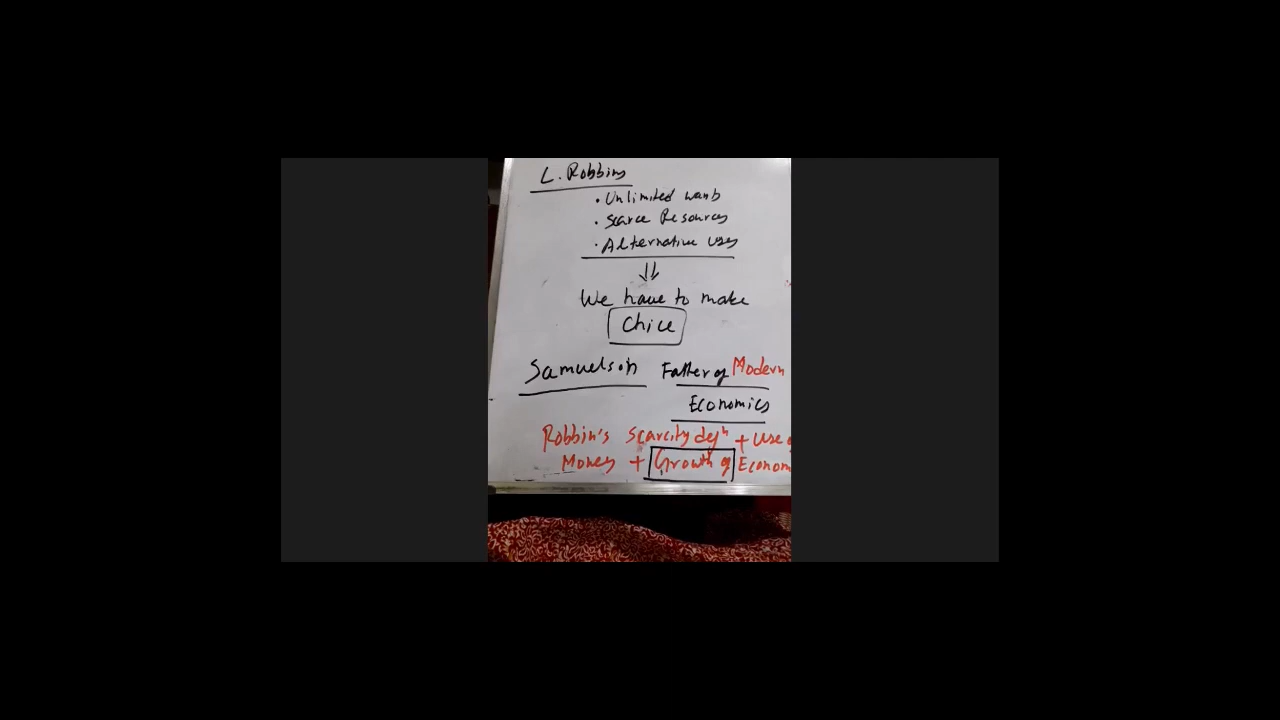 L. Robbins
• Unlimited wants
• Scarce Resources
• Alternative uses
We have to make
Chice
Samuelson Father of Modern
Economics
Robbin's scarcity defn + Use
Money + Growth of Econom